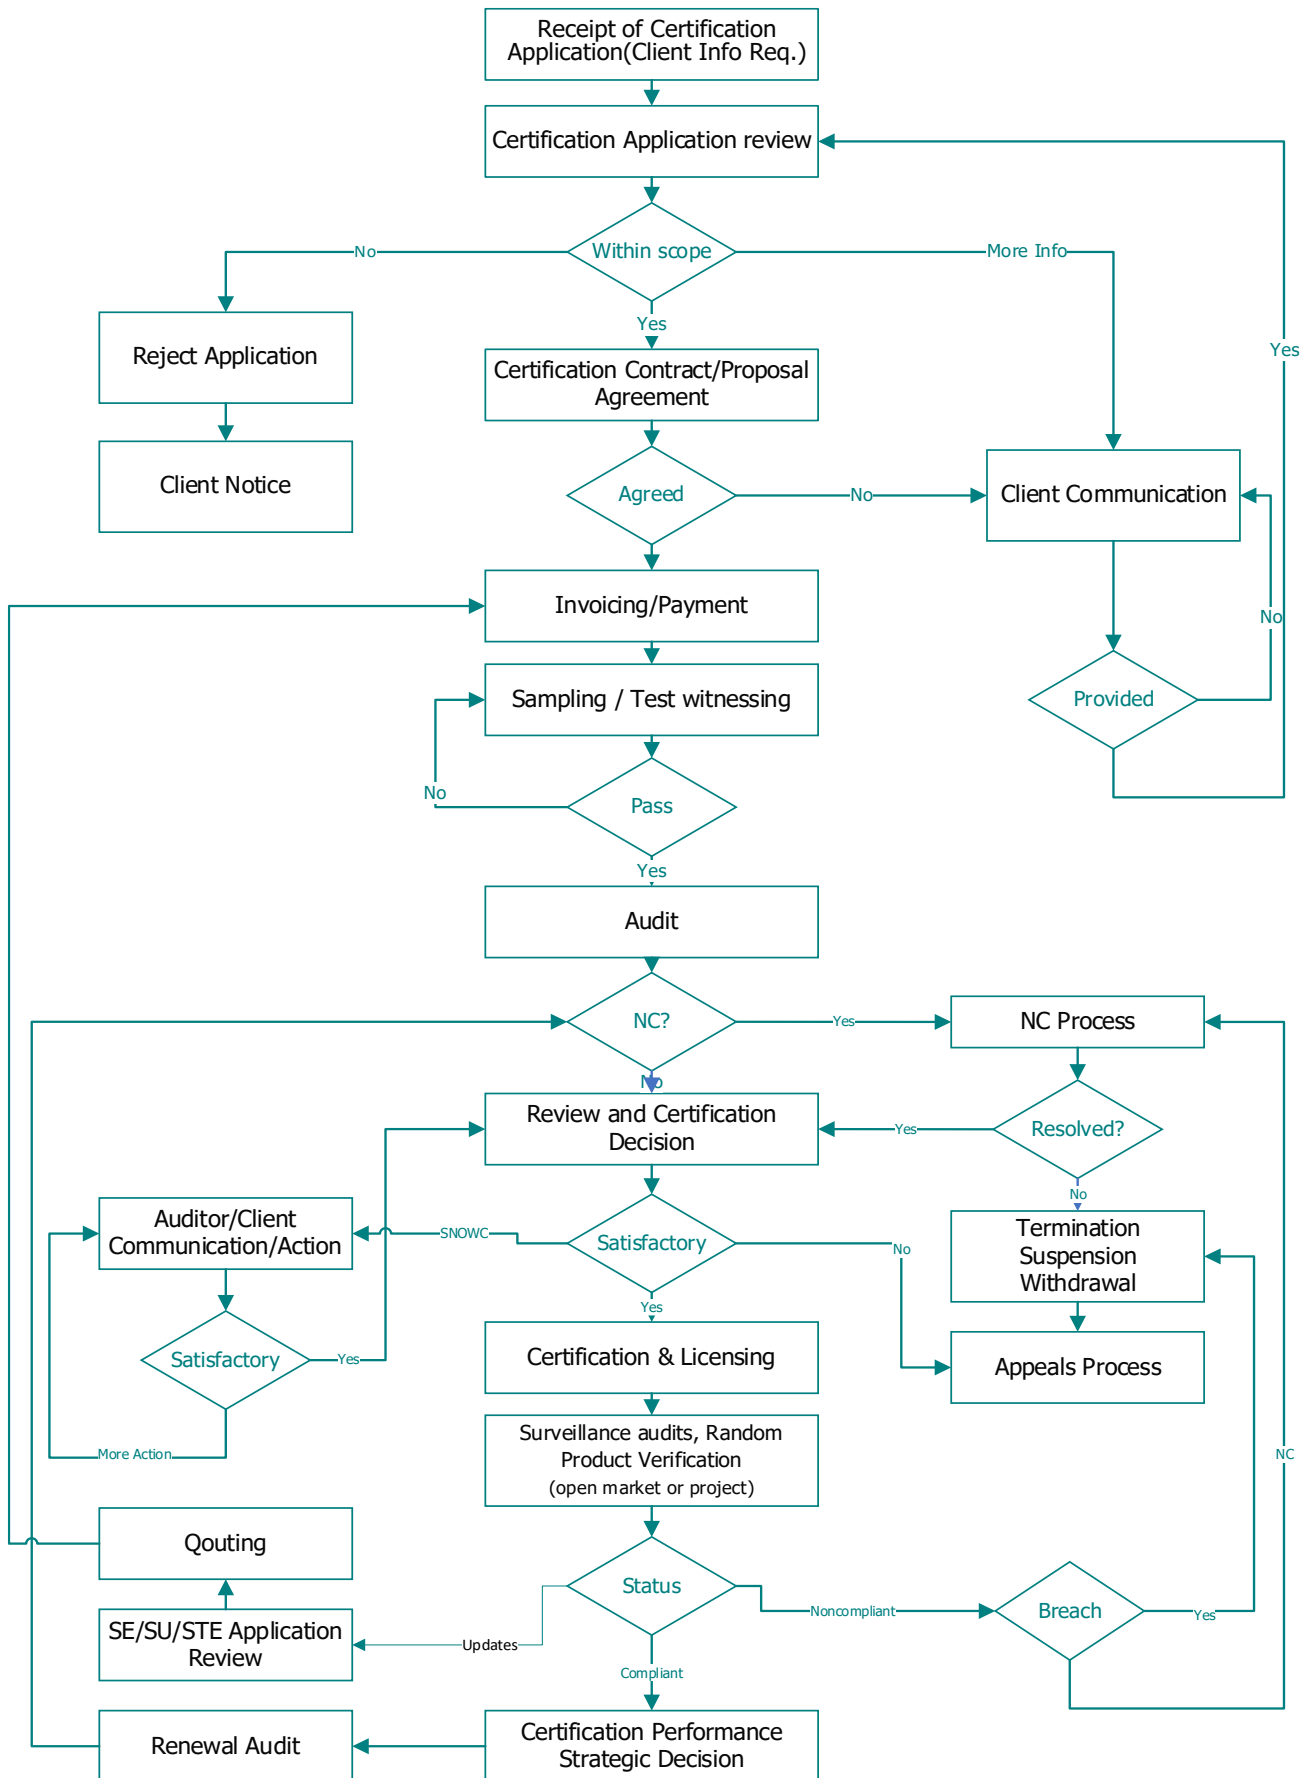 Receipt of Certification
Application(Client Info Req.)
Certification Application review
Within scope
No
More Info
Yes
Reject Application
Certification Contract/Proposal
Agreement
Yes
Client Notice
Agreed
No
Client Communication
Invoicing/Payment
No
Sampling / Test witnessing
Provided
No
Pass
Yes
Audit
NC?
Yes
NC Process
No
Review and Certification
Decision
Yes
Resolved?
No
Auditor/Client
Communication/Action
SNOWC
Satisfactory
No
Termination
Suspension
Withdrawal
Yes
Satisfactory
Yes
Certification & Licensing
Appeals Process
More Action
Surveillance audits, Random
Product Verification
(open market or project)
NC
Qouting
Status
Noncompliant
Breach
Yes
SE/SU/STE Application
Review
Updates
Compliant
Renewal Audit
Certification Performance
Strategic Decision